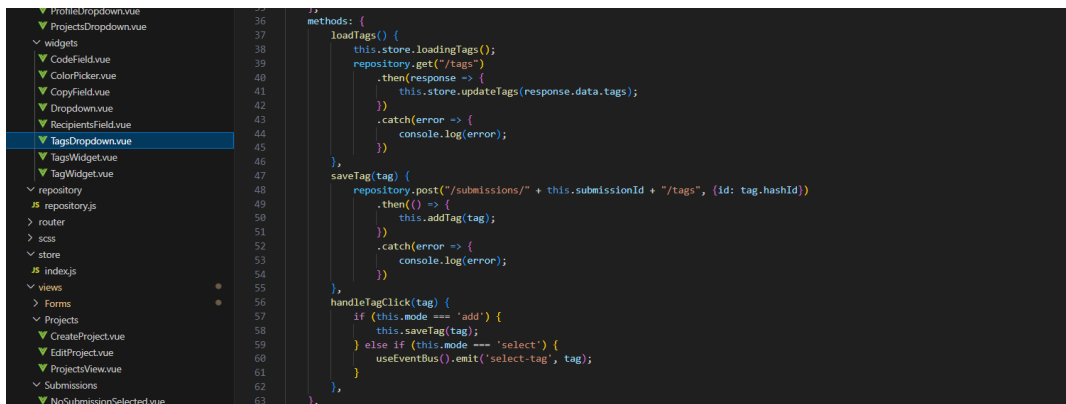 ProfileDropdown.vue
ProjectsDropdown.vue
widgets
CodeField.vue
ColorPicker.vue
CopyField.vue
Dropdown.vue
RecipientsField.vue
TagsDropdown.vue
TagsWidget.vue
TagWidget.vue
repository
JS repository.js
router
scss
store
JS index.js
views
Forms
Projects
CreateProject.vue
EditProject.vue
ProjectsView.vue
Submissions
NoSubmissionSelected.vue
35 },
36 methods: {
37 loadTags() {
38 this.store.loadingTags();
39 repository.get("/tags")
40 .then(response => {
41 this.store.updateTags(response.data.tags);
42 })
43 .catch(error => {
44 console.log(error);
45 })
46 },
47 saveTag(tag) {
48 repository.post("/submissions/" + this.submissionId + "/tags", {id: tag.hashId})
49 .then(() => {
50 this.addTag(tag);
51 })
52 .catch(error => {
53 console.log(error);
54 })
55 },
56 handleTagClick(tag) {
57 if (this.mode === 'add') {
58 this.saveTag(tag);
59 } else if (this.mode === 'select') {
60 useEventBus().emit('select-tag', tag);
61 }
62 },
63 },